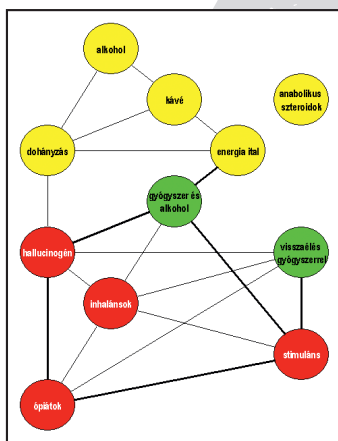 alkohol
kávé
anabolikus
szteroidok
dohányzás
energia ital
gyógyszer és
alkohol
hallucinogén
visszaélés
gyógyszerrel
inhalánsok
stimuláns
ópiátok